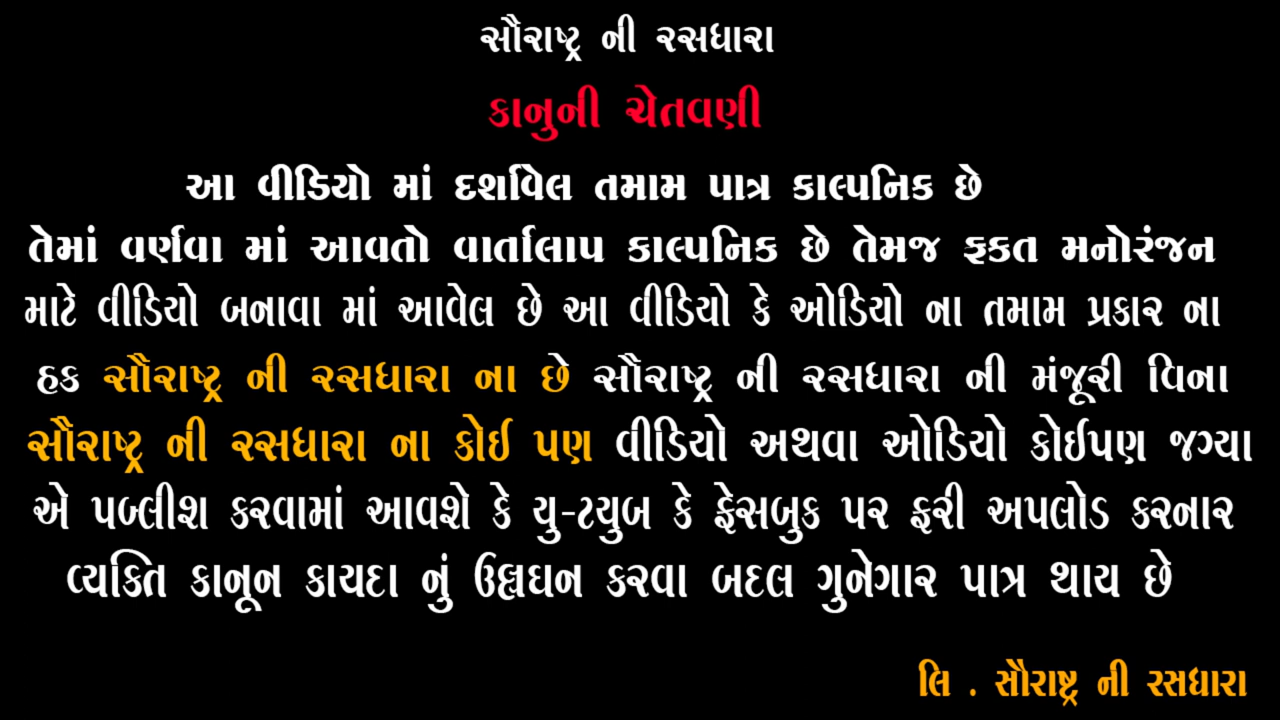 સૌરાષ્ટ્ર ની રસધારા
કાનુની ચેતવણી
આ વીડિયો માં દર્શાવેલ તમામ પાત્ર કાલ્પનિક છે
તેમાં વર્ણવા માં આવતો વાર્તાલાપ કાલ્પનિક છે તેમજ ફકત મનોરંજન
માટે વીડિયો બનાવા માં આવેલ છે આ વીડિયો કે ઓડિયો ના તમામ પ્રકાર ના
હક સૌરાષ્ટ્ર ની રસધારા ના છે સૌરાષ્ટ્ર ની રસધારા ની મંજૂરી વિના
સૌરાષ્ટ્ર ની રસધારા ના કોઈ પણ વીડિયો અથવા ઓડિયો કોઈપણ જગ્યા
એ પબ્લીશ કરવામાં આવશે કે યુ-ટયુબ કે ફેસબુક પર ફરી અપલોડ કરનાર
વ્યક્તિ કાનૂન કાયદા નું ઉલ્લઘન કરવા બદલ ગુનેગાર પાત્ર થાય છે
લિ . સૌરાષ્ટ્ર ની રસધારા